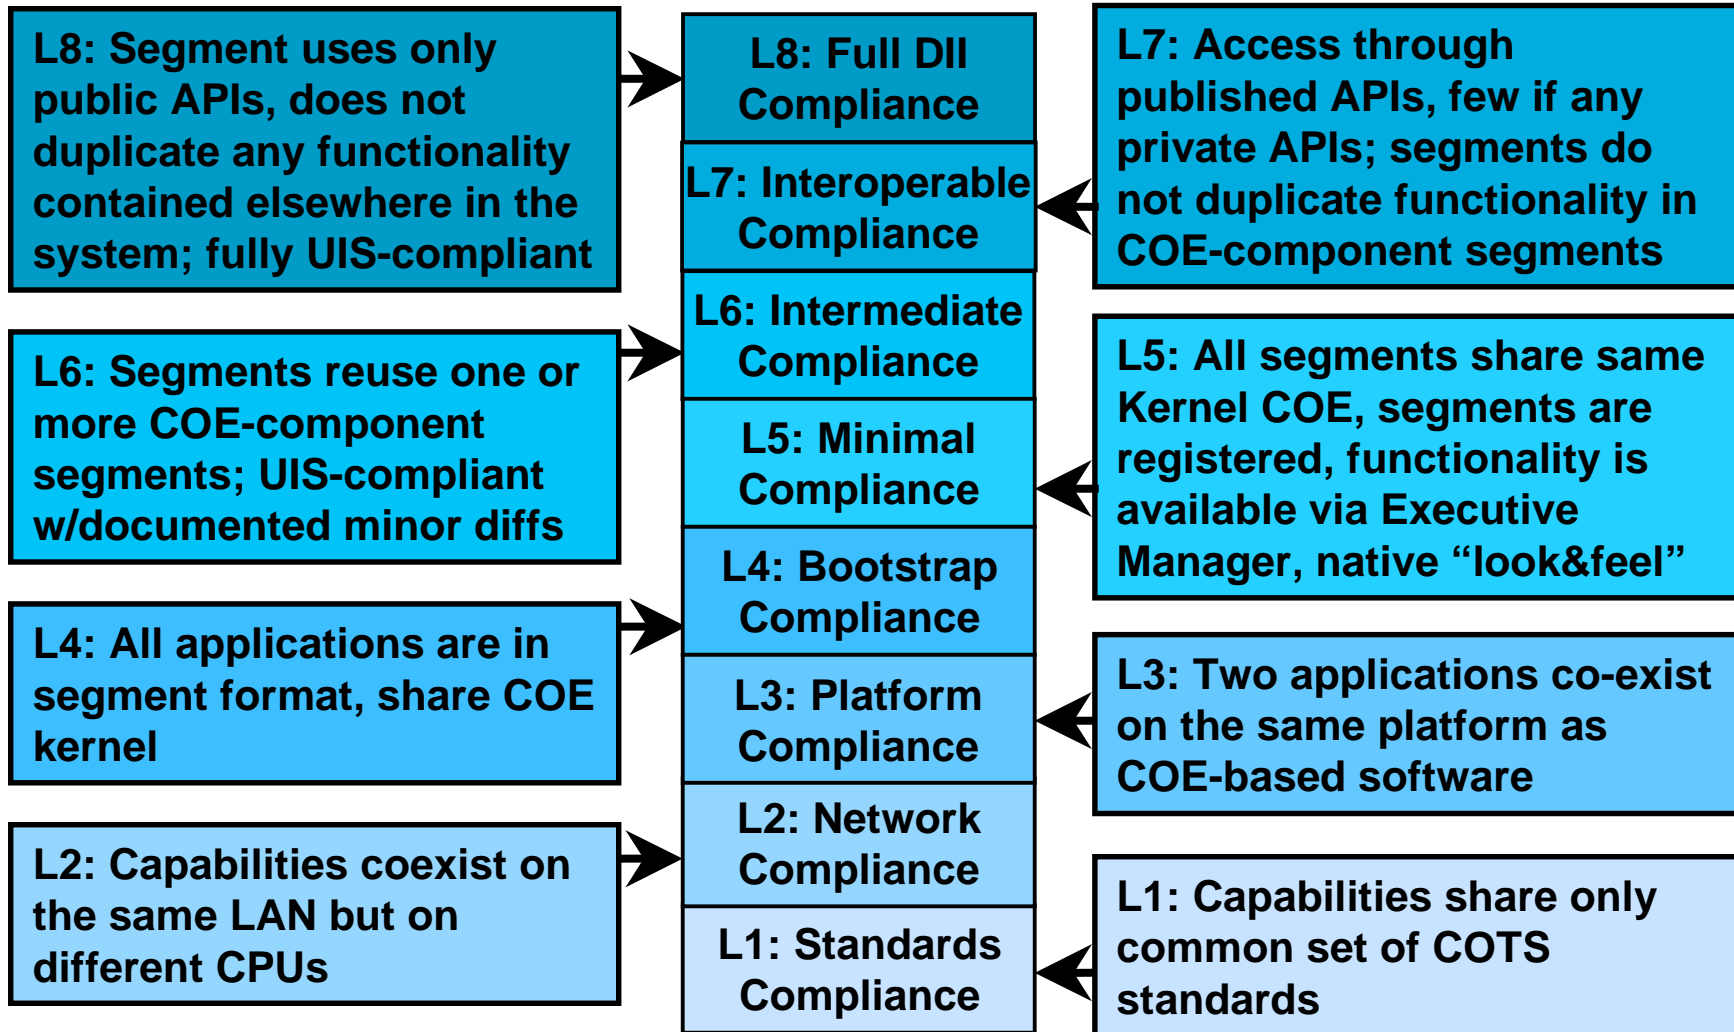 L8: Segment uses only
public APIs, does not
duplicate any functionality
contained elsewhere in the
system; fully UIS-compliant
L6: Segments reuse one or
more COE-component
segments; UIS-compliant
w/documented minor diffs
L4: All applications are in
segment format, share COE
kernel
L2: Capabilities coexist on
the same LAN but on
different CPUs
L8: Full DII
Compliance
L7: Interoperable
Compliance
L6: Intermediate
Compliance
L5: Minimal
Compliance
L4: Bootstrap
Compliance
L3: Platform
Compliance
L2: Network
Compliance
L1: Standards
Compliance
L7: Access through
published APIs, few if any
private APIs; segments do
not duplicate functionality in
COE-component segments
L5: All segments share same
Kernel COE, segments are
registered, functionality is
available via Executive
Manager, native “look&feel”
L3: Two applications co-exist
on the same platform as
COE-based software
L1: Capabilities share only
common set of COTS
standards